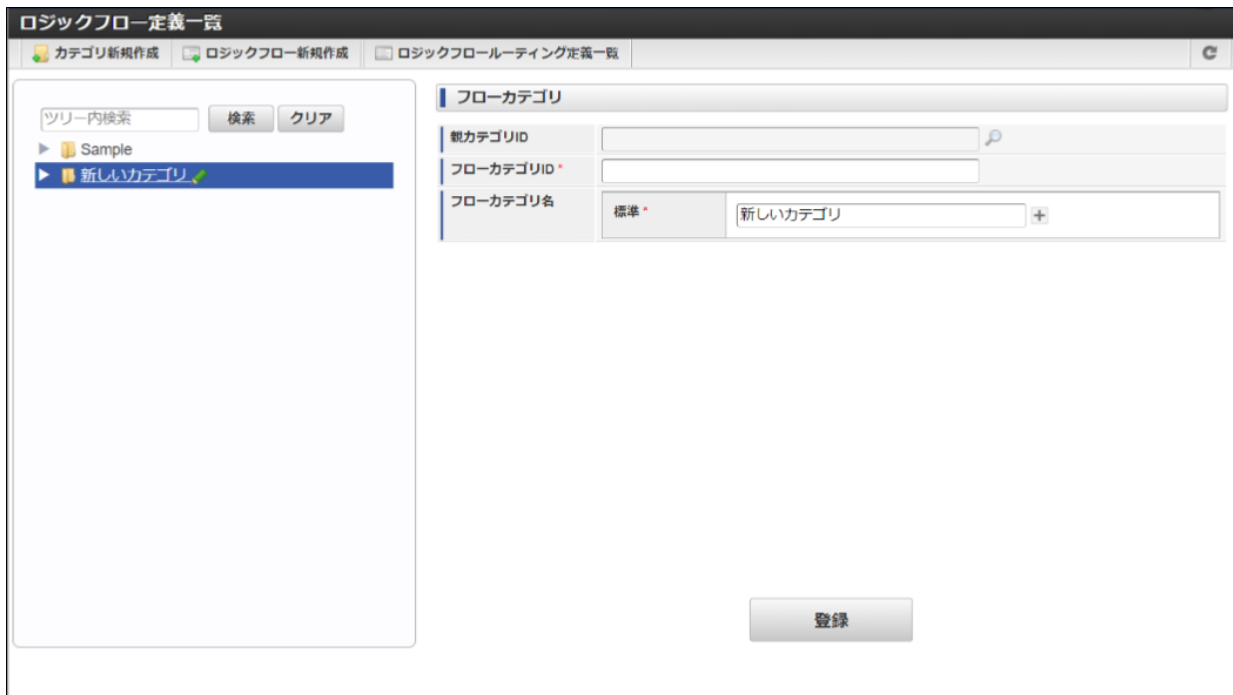 ロジックフロー定義一覧
カテゴリ新規作成 ロジックフロー新規作成 ロジックフロールーティング定義一覧
ツリー内検索 検索 クリア
Sample
新しいカテゴリ
フローカテゴリ
親カテゴリID
フローカテゴリID *
フローカテゴリ名 標準 * 新しいカテゴリ
登録